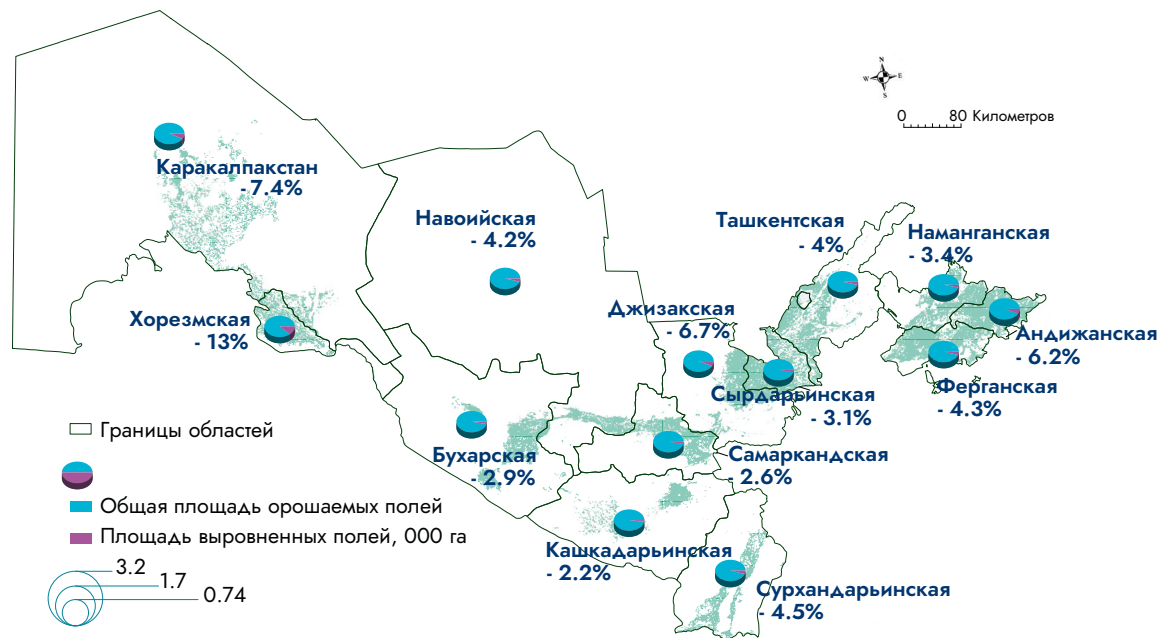 N
W E
S
0 80 Километров
Каракалпакстан
- 7.4%
Навоийская
- 4.2%
Ташкентская
- 4%
Наманганская
- 3.4%
Хорезмская
- 13%
Джизакская
- 6.7%
Андижанская
- 6.2%
Сырдарьинская
- 3.1%
Ферганская
- 4.3%
Границы областей
Бухарская
- 2.9%
Самаркандская
- 2.6%
Общая площадь орошаемых полей
Площадь выровненных полей, 000 га
Кашкадарьинская
- 2.2%
Сурхандарьинская
- 4.5%
3.2
1.7
0.74